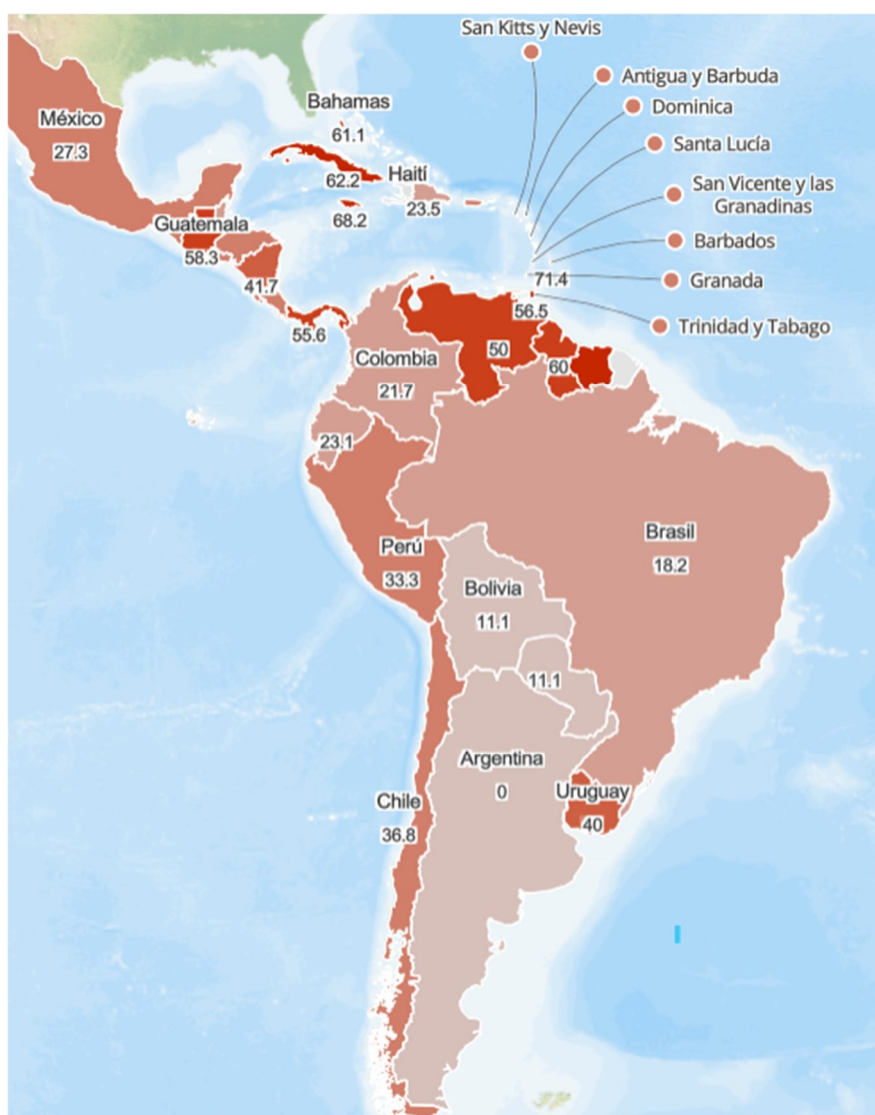 San Kitts y Nevis
Antigua y Barbuda
Bahamas
Dominica
México
61.1
27.3
Santa Lucía
Haití
62.2
San Vicente y las
Granadinas
23.5
68.2
Guatemala
Barbados
58.3
71.4
Granada
41.7
56.5
Trinidad y Tabago
55.6
50
Colombia
60
21.7
23.1
Brasil
Perú
18.2
33.3
Bolivia
11.1
11.1
Argentina
0
Uruguay
Chile
40
36.8